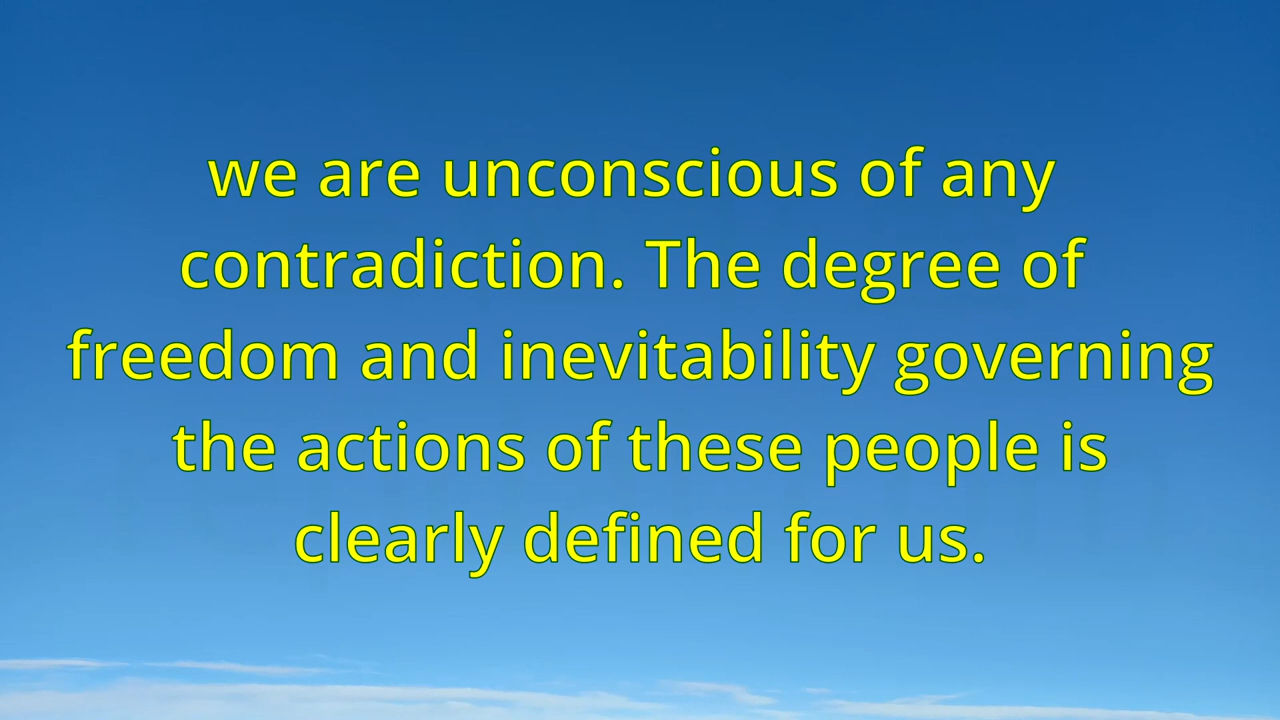 we are unconscious of any
contradiction. The degree of
freedom and inevitability governing
the actions of these people is
clearly defined for us.